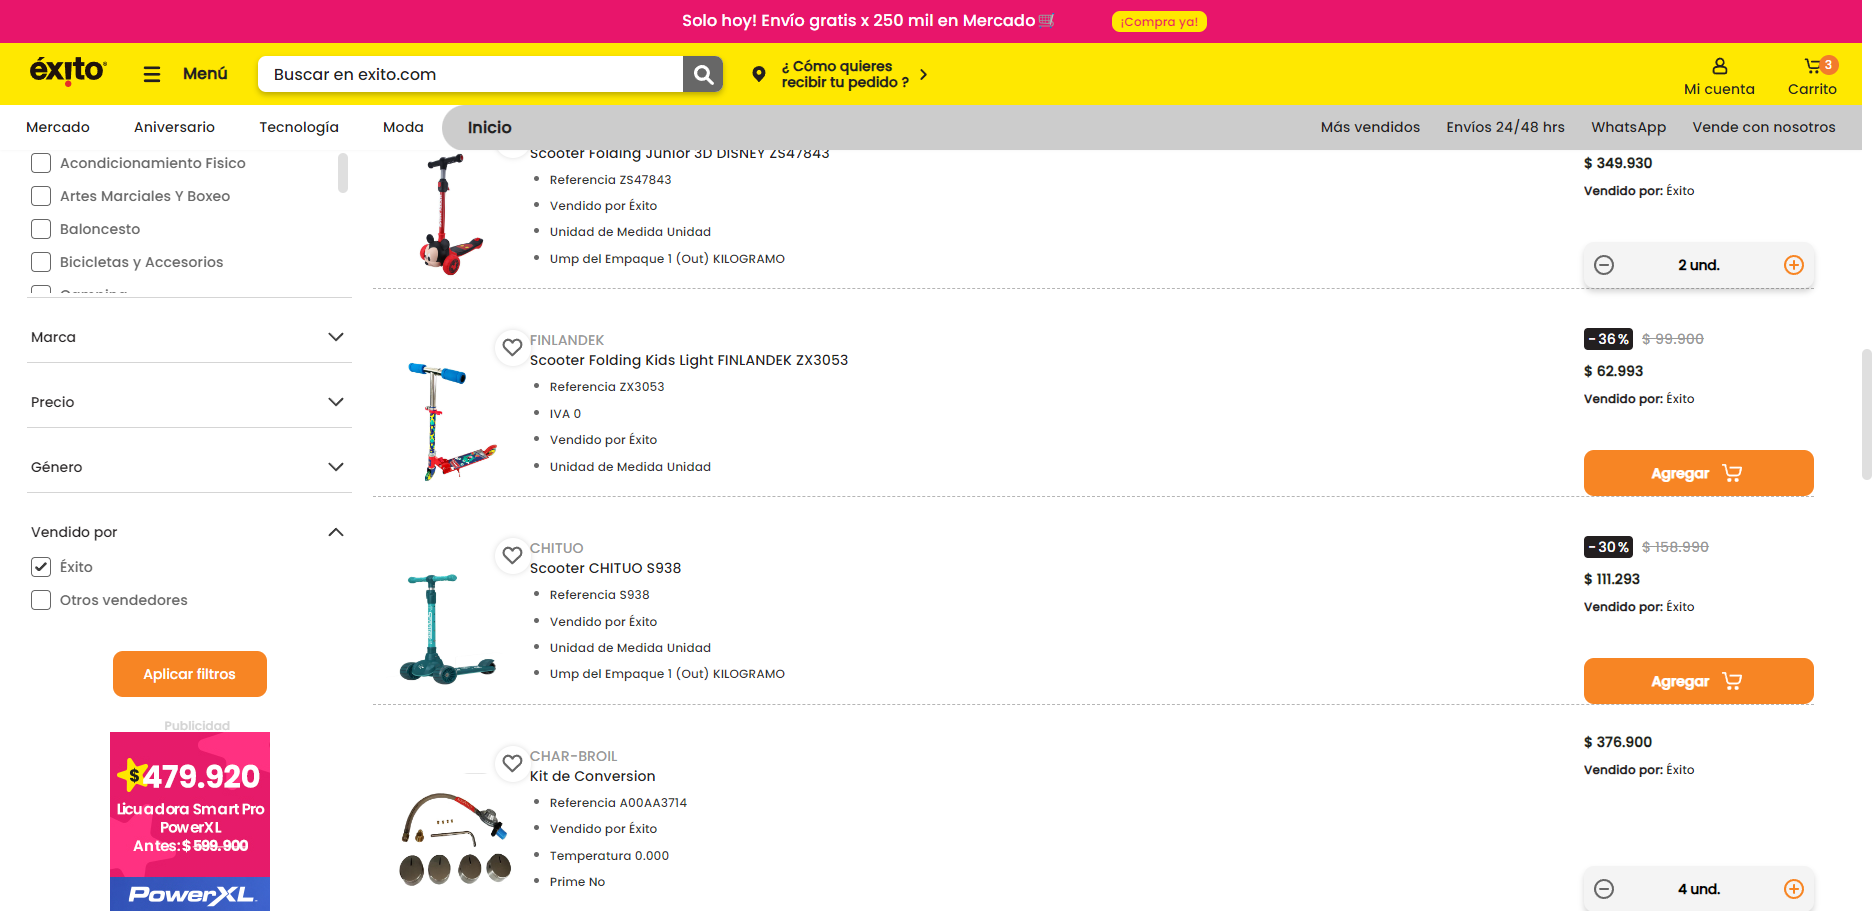 Solo hoy! Envío gratis x 250 mil en Mercado🛒
¡Compra ya!
éxito
Menú
Buscar en exito.com
¿ Cómo quieres
recibir tu pedido ?
Mi cuenta
3
Carrito
Mercado
Aniversario
Tecnología
Moda
Inicio
Más vendidos
Envíos 24/48 hrs
WhatsApp
Vende con nosotros
Acondicionamiento Fisico
Artes Marciales Y Boxeo
Baloncesto
Bicicletas y Accesorios
Camping
Marca
Precio
Género
Vendido por
Éxito
Otros vendedores
Aplicar filtros
Publicidad
$479.920
Licuadora Smart Pro
PowerXL
Antes: $ 599.900
PowerXL
Scooter Folding Junior 3D DISNEY ZS47843
Referencia ZS47843
Vendido por Éxito
Unidad de Medida Unidad
Ump del Empaque 1 (Out) KILOGRAMO
$ 349.930
Vendido por: Éxito
2 und.
FINLANDEK
Scooter Folding Kids Light FINLANDEK ZX3053
Referencia ZX3053
IVA 0
Vendido por Éxito
Unidad de Medida Unidad
-36% $ 99.900
$ 62.993
Vendido por: Éxito
Agregar
CHITUO
Scooter CHITUO S938
Referencia S938
Vendido por Éxito
Unidad de Medida Unidad
Ump del Empaque 1 (Out) KILOGRAMO
-30% $ 158.990
$ 111.293
Vendido por: Éxito
Agregar
CHAR-BROIL
Kit de Conversion
Referencia A00AA3714
Vendido por Éxito
Temperatura 0.000
Prime No
$ 376.900
Vendido por: Éxito
4 und.